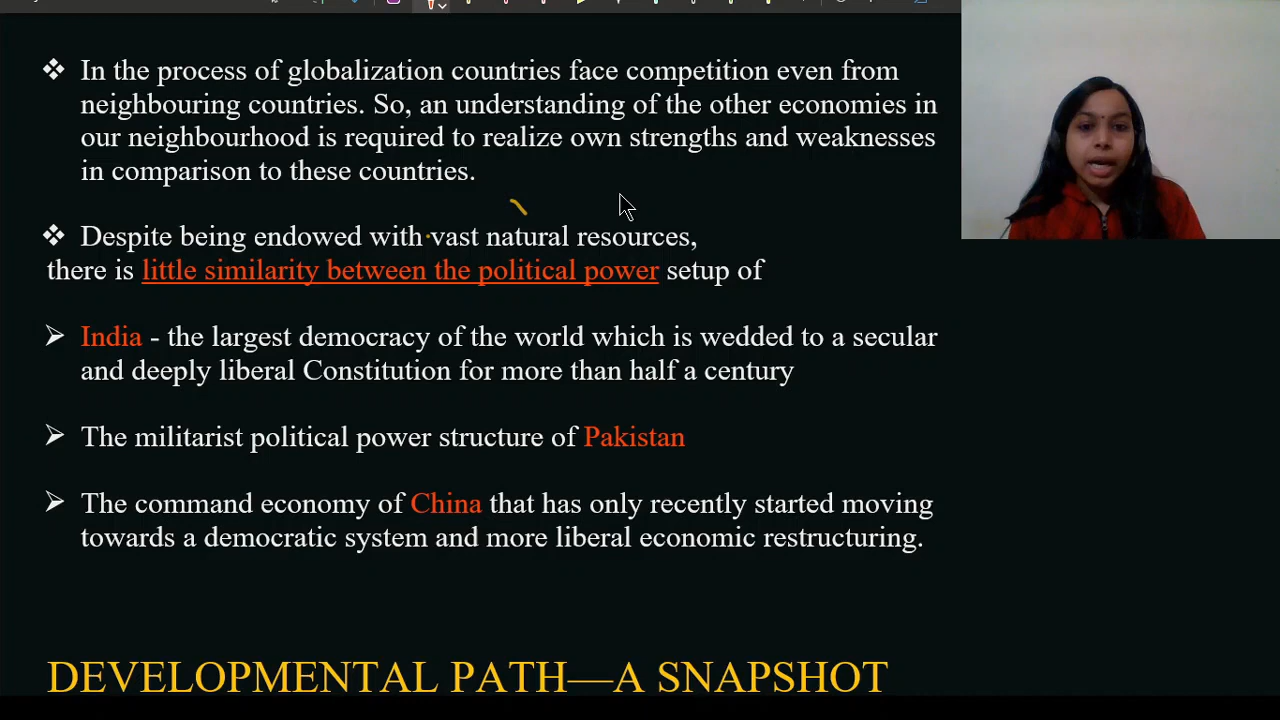 ❖ In the process of globalization countries face competition even from
neighbouring countries. So, an understanding of the other economies in
our neighbourhood is required to realize own strengths and weaknesses
in comparison to these countries.
❖ Despite being endowed with vast natural resources,
there is little similarity between the political power setup of
➢ India - the largest democracy of the world which is wedded to a secular
and deeply liberal Constitution for more than half a century
➢ The militarist political power structure of Pakistan
➢ The command economy of China that has only recently started moving
towards a democratic system and more liberal economic restructuring.
DEVELOPMENTAL PATH—A SNAPSHOT